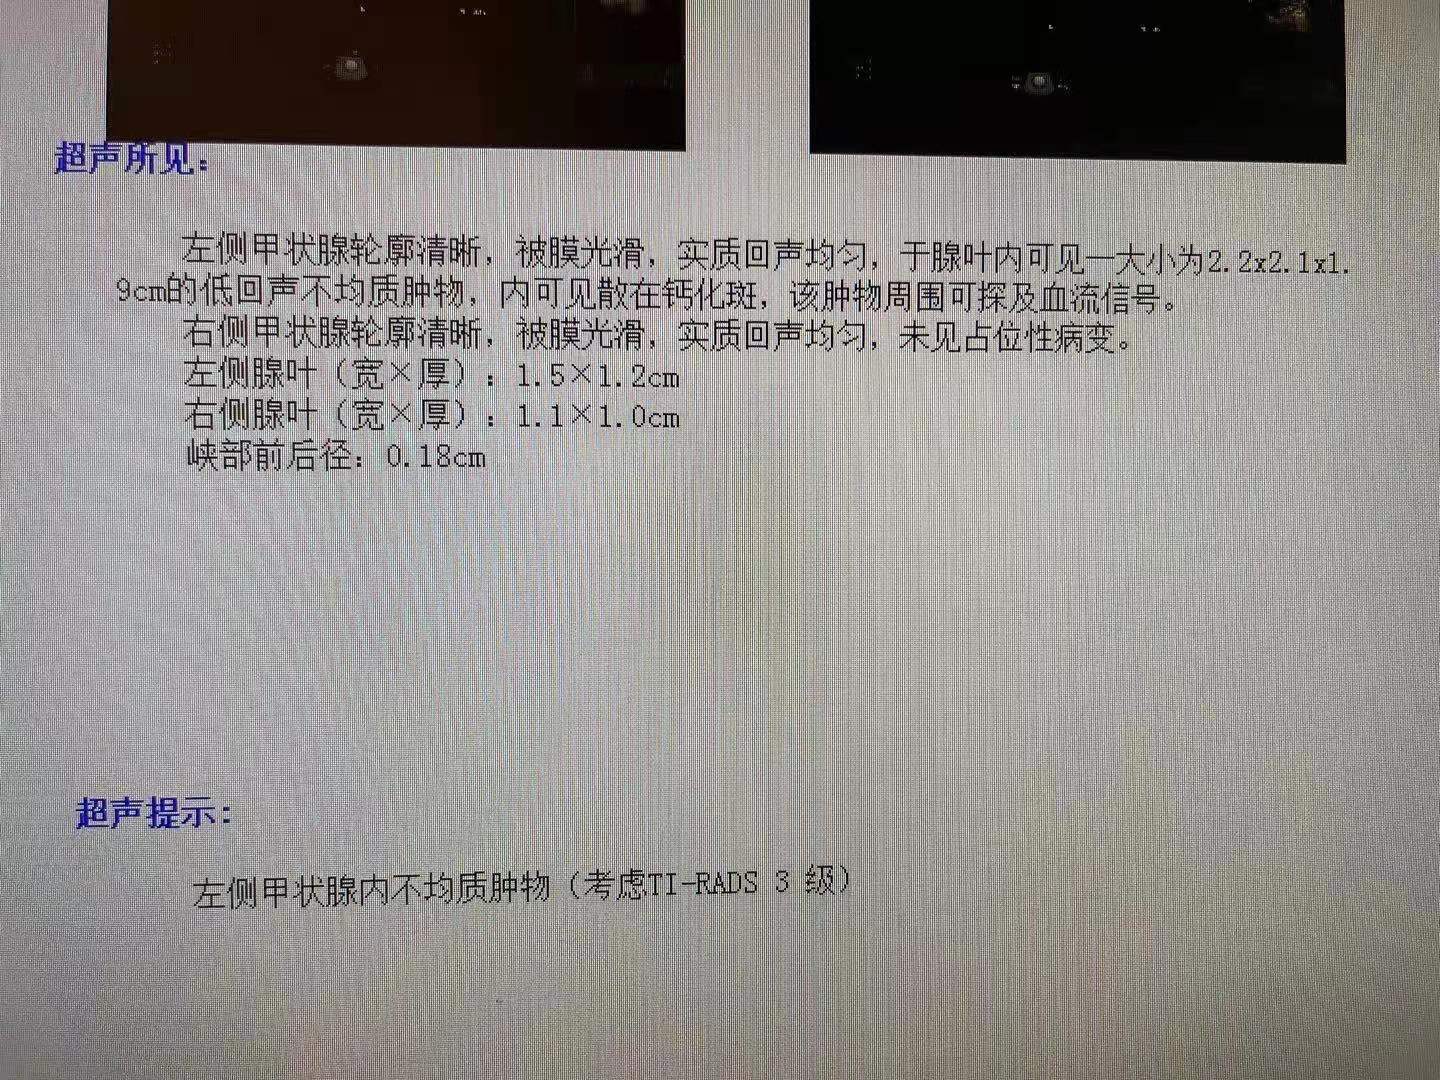 超声所见:
左侧甲状腺轮廓清晰，被膜光滑，实质回声均匀，于腺叶内可见一大小为2.2x2.1x1.
9cm的低回声不均质肿物，内可见散在钙化斑，该肿物周围可探及血流信号。
右侧甲状腺轮廓清晰，被膜光滑，实质回声均匀，未见占位性病变。
左侧腺叶（宽×厚）：1.5×1.2cm
右侧腺叶（宽×厚）：1.1×1.0cm
峡部前后径：0.18cm
超声提示:
左侧甲状腺内不均质肿物（考虑TI-RADS 3 级）